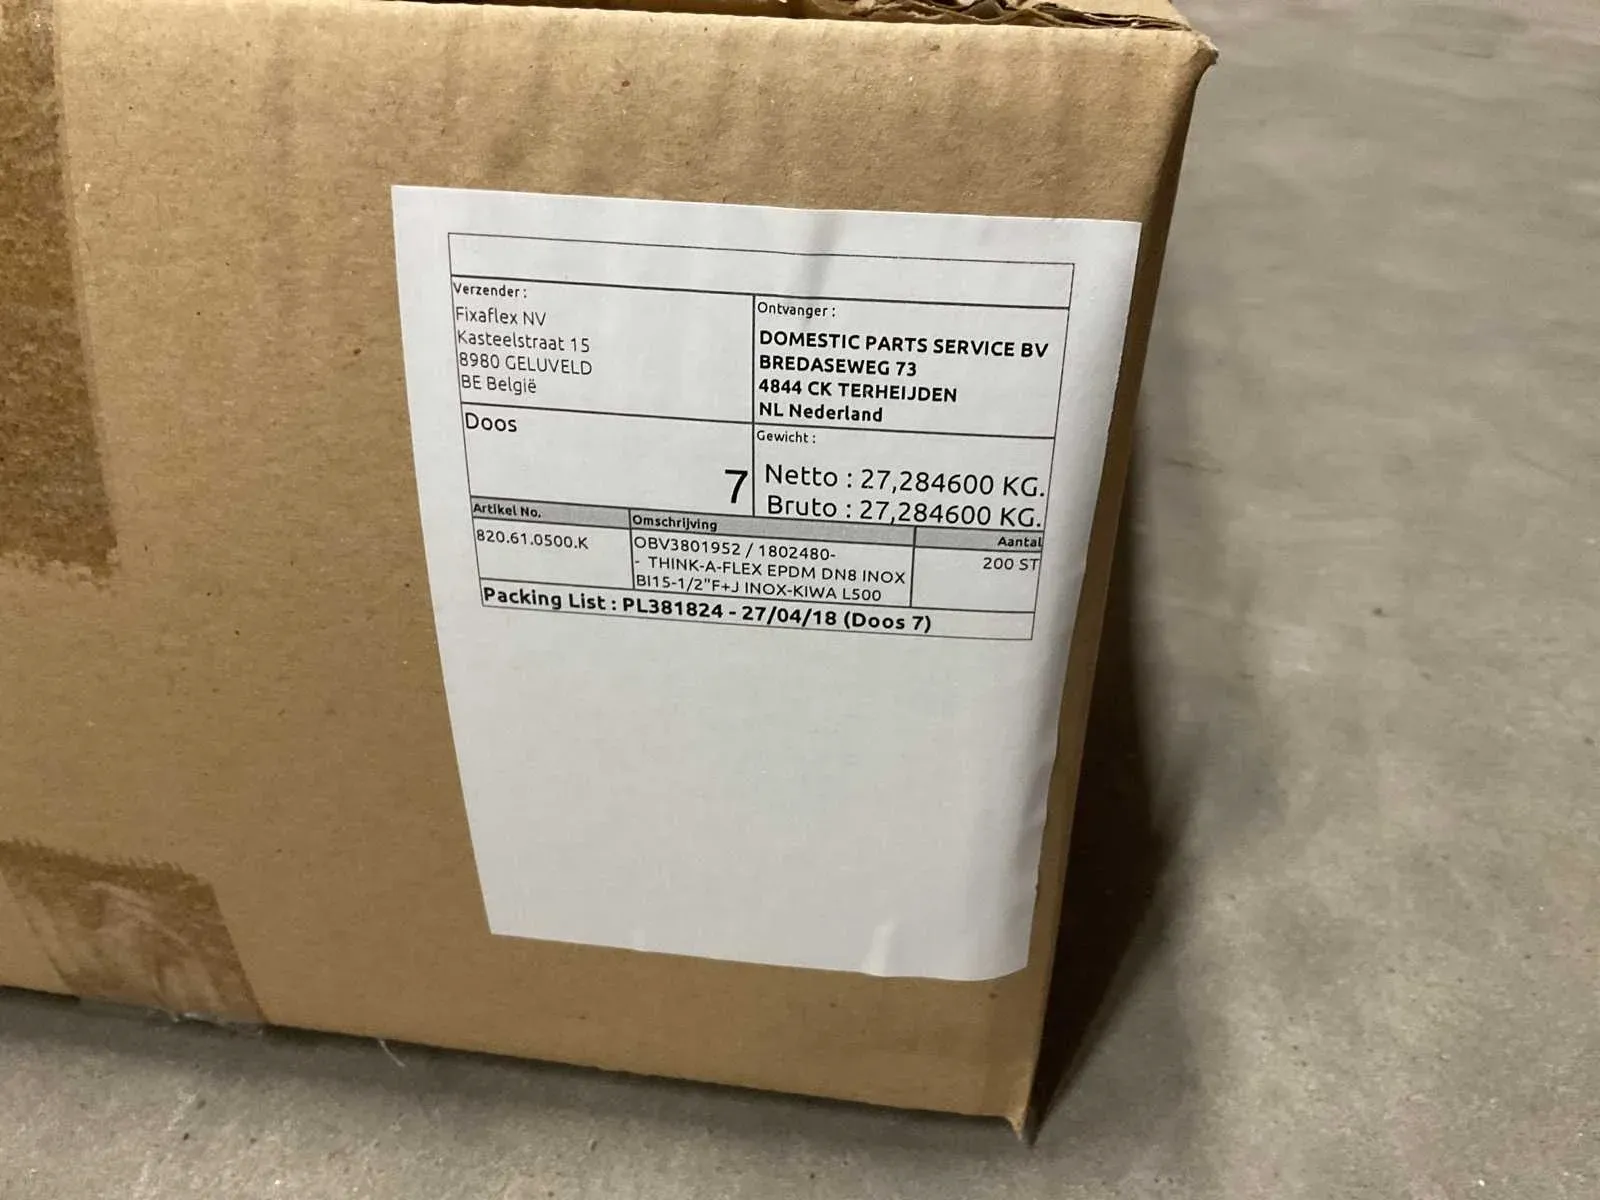 Verzender :
Fixaflex NV
Kasteelstraat 15
8980 GELUVELD
BE België
Ontvanger :
DOMESTIC PARTS SERVICE BV
BREDASEWEG 73
4844 CK TERHEIJDEN
NL Nederland
Doos
7
Gewicht :
Netto : 27,284600 KG.
Bruto : 27,284600 KG.
Artikel No. Omschrijving Aantal
820.61.0500.K OBV3801952 / 1802480- 200 ST
- THINK-A-FLEX EPDM DN8 INOX
BI15-1/2"F+J INOX-KIWA L500
Packing List : PL381824 - 27/04/18 (Doos 7)